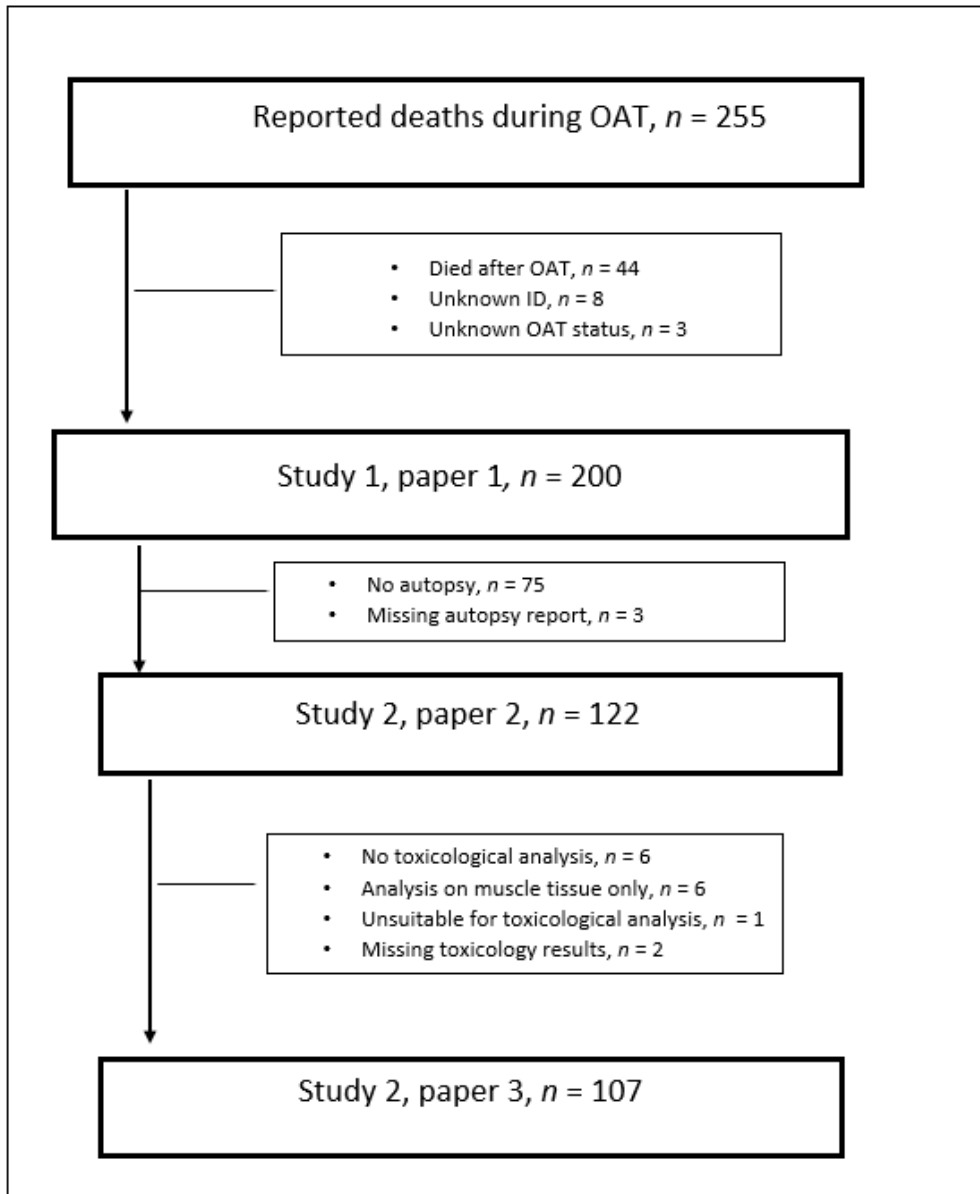 Reported deaths during OAT, n = 255
• Died after OAT, n = 44
• Unknown ID, n = 8
• Unknown OAT status, n = 3
Study 1, paper 1, n = 200
• No autopsy, n = 75
• Missing autopsy report, n = 3
Study 2, paper 2, n = 122
• No toxicological analysis, n = 6
• Analysis on muscle tissue only, n = 6
• Unsuitable for toxicological analysis, n = 1
• Missing toxicology results, n = 2
Study 2, paper 3, n = 107